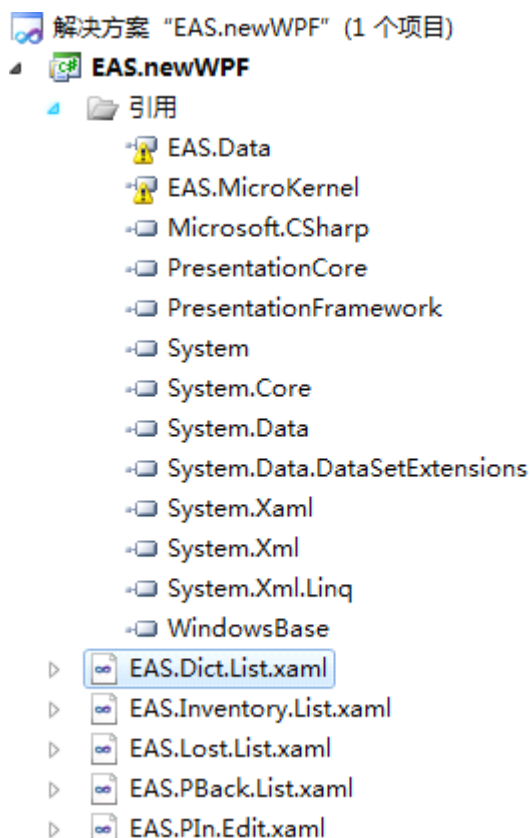 解决方案 “EAS.newWPF” (1 个项目)
EAS.newWPF
引用
EAS.Data
EAS.MicroKernel
Microsoft.CSharp
PresentationCore
PresentationFramework
System
System.Core
System.Data
System.Data.DataSetExtensions
System.Xaml
System.Xml
System.Xml.Linq
WindowsBase
EAS.Dict.List.xaml
EAS.Inventory.List.xaml
EAS.Lost.List.xaml
EAS.PBack.List.xaml
EAS.PIn.Edit.xaml